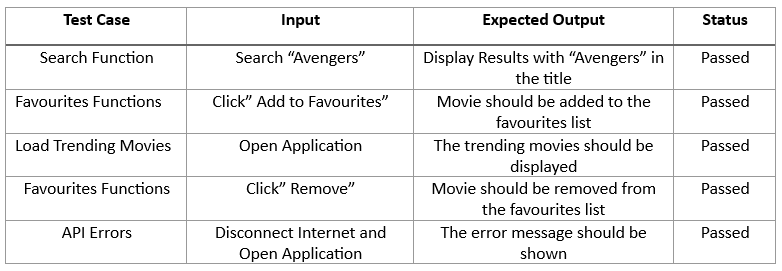 Test Case Input Expected Output Status
Search Function Search “Avengers” Display Results with “Avengers” in Passed
the title
Favourites Functions Click” Add to Favourites” Movie should be added to the Passed
favourites list
Load Trending Movies Open Application The trending movies should be Passed
displayed
Favourites Functions Click” Remove” Movie should be removed from Passed
the favourites list
API Errors Disconnect Internet and The error message should be Passed
Open Application shown